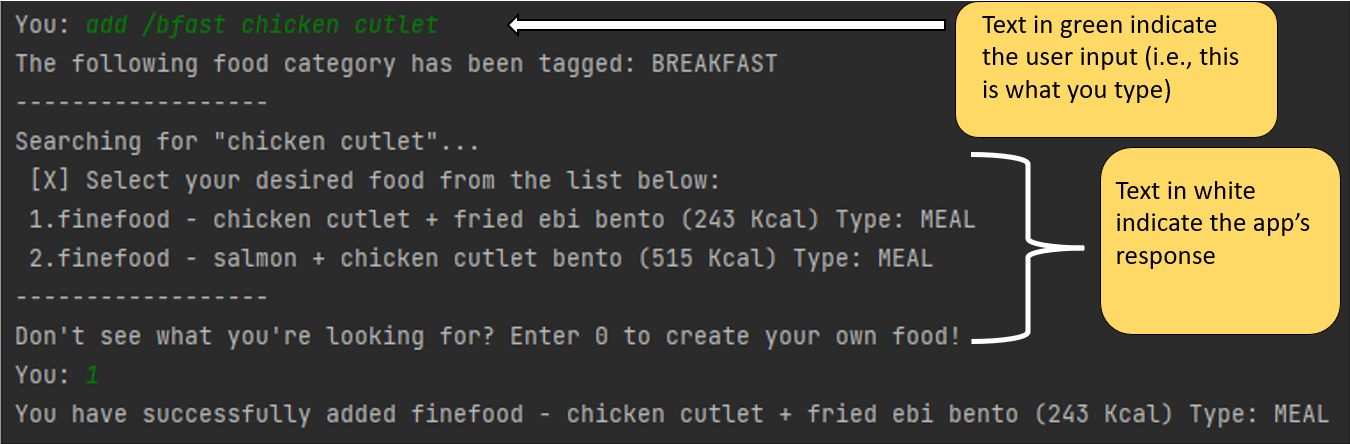 You: add /bfast chicken cutlet
The following food category has been tagged: BREAKFAST
------------------
Searching for "chicken cutlet"...
[X] Select your desired food from the list below:
1.finefood - chicken cutlet + fried ebi bento (243 Kcal) Type: MEAL
2.finefood - salmon + chicken cutlet bento (515 Kcal) Type: MEAL
------------------
Don't see what you're looking for? Enter 0 to create your own food!
You: 1
You have successfully added finefood - chicken cutlet + fried ebi bento (243 Kcal) Type: MEAL
Text in green indicate
the user input (i.e., this
is what you type)
Text in white
indicate the app’s
response